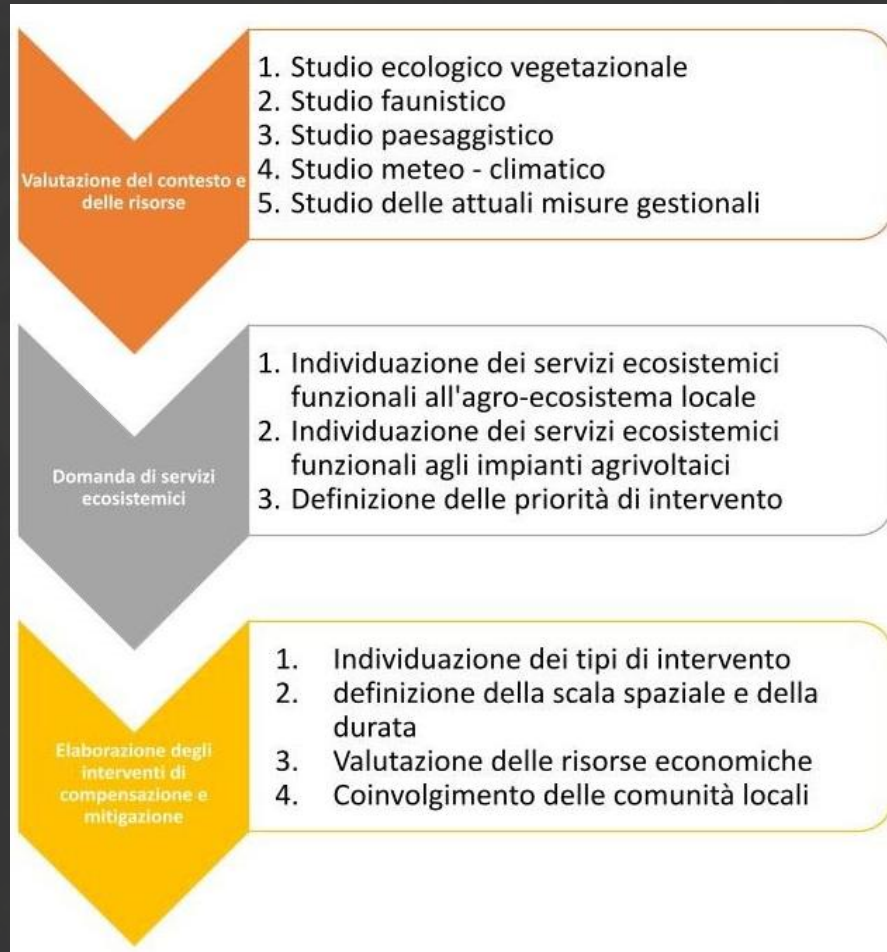 Valutazione del contesto e
delle risorse
1. Studio ecologico vegetazionale
2. Studio faunistico
3. Studio paesaggistico
4. Studio meteo - climatico
5. Studio delle attuali misure gestionali
Domanda di servizi
ecosistemici
1. Individuazione dei servizi ecosistemici
funzionali all'agro-ecosistema locale
2. Individuazione dei servizi ecosistemici
funzionali agli impianti agrivoltaici
3. Definizione delle priorità di intervento
Elaborazione degli
interventi di
compensazione e
mitigazione
1. Individuazione dei tipi di intervento
2. definizione della scala spaziale e della
durata
3. Valutazione delle risorse economiche
4. Coinvolgimento delle comunità locali